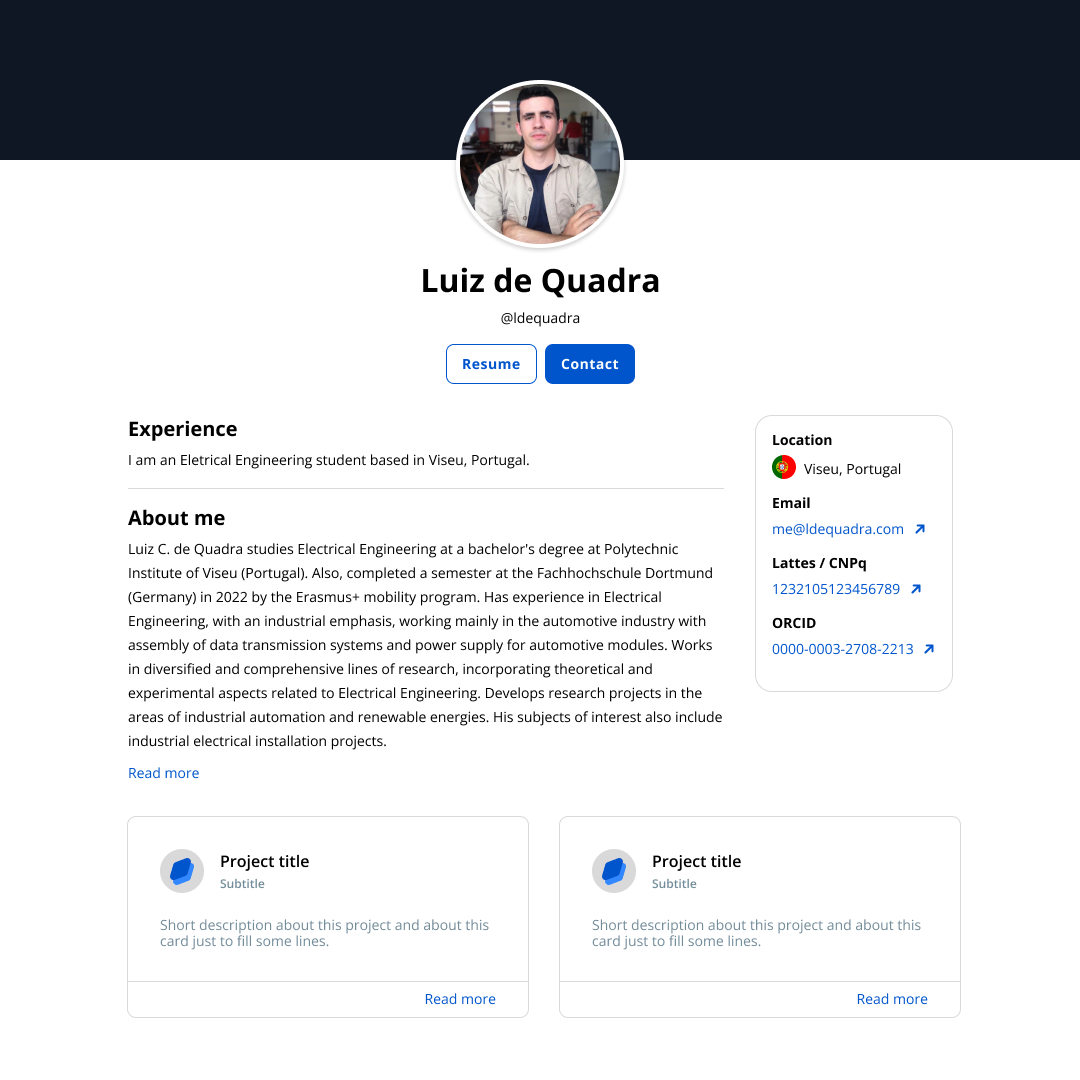 Luiz de Quadra
@ldequadra
Resume
Contact
Experience
I am an Eletrical Engineering student based in Viseu, Portugal.
About me
Luiz C. de Quadra studies Electrical Engineering at a bachelor's degree at Polytechnic
Institute of Viseu (Portugal). Also, completed a semester at the Fachhochschule Dortmund
(Germany) in 2022 by the Erasmus+ mobility program. Has experience in Electrical
Engineering, with an industrial emphasis, working mainly in the automotive industry with
assembly of data transmission systems and power supply for automotive modules. Works
in diversified and comprehensive lines of research, incorporating theoretical and
experimental aspects related to Electrical Engineering. Develops research projects in the
areas of industrial automation and renewable energies. His subjects of interest also include
industrial electrical installation projects.
Read more
Location
Viseu, Portugal
Email
me@ldequadra.com
Lattes / CNPq
1232105123456789
ORCID
0000-0003-2708-2213
Project title
Subtitle
Short description about this project and about this
card just to fill some lines.
Read more
Project title
Subtitle
Short description about this project and about this
card just to fill some lines.
Read more